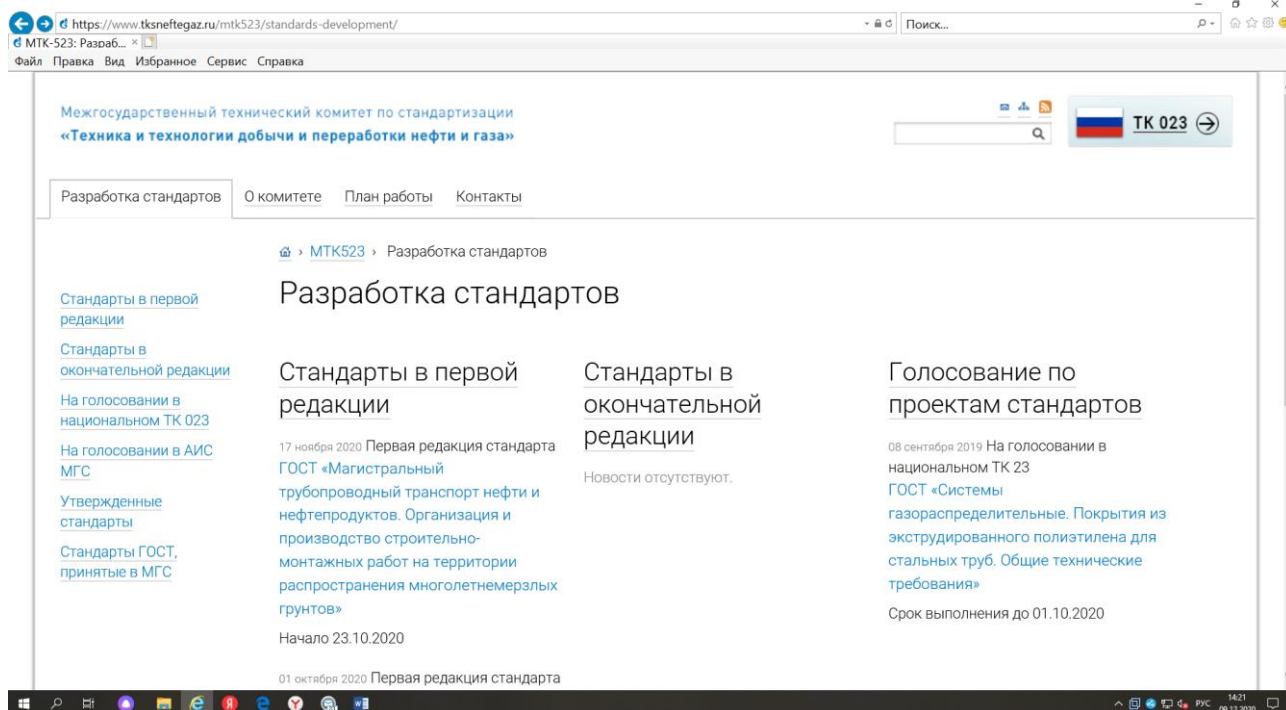 https://www.tksneftegaz.ru/mtk523/standards-development/
Поиск...
МТК-523: Разраб...
Файл Правка Вид Избранное Сервис Справка
Межгосударственный технический комитет по стандартизации
«Техника и технологии добычи и переработки нефти и газа»
ТК 023
Разработка стандартов О комитете План работы Контакты
МТК523 › Разработка стандартов
Разработка стандартов
Стандарты в первой
редакции
Стандарты в
окончательной редакции
На голосовании в
национальном ТК 023
На голосовании в АИС
МГС
Утвержденные
стандарты
Стандарты ГОСТ,
принятые в МГС
Стандарты в первой
редакции
17 ноября 2020 Первая редакция стандарта
ГОСТ «Магистральный
трубопроводный транспорт нефти и
нефтепродуктов. Организация и
производство строительно-
монтажных работ на территории
распространения многолетнемерзлых
грунтов»
Начало 23.10.2020
01 октября 2020 Первая редакция стандарта
Стандарты в
окончательной
редакции
Новости отсутствуют.
Голосование по
проектам стандартов
08 сентября 2019 На голосовании в
национальном ТК 23
ГОСТ «Системы
газораспределительные. Покрытия из
экструдированного полиэтилена для
стальных труб. Общие технические
требования»
Срок выполнения до 01.10.2020
РУС
14:21
09.12.2020